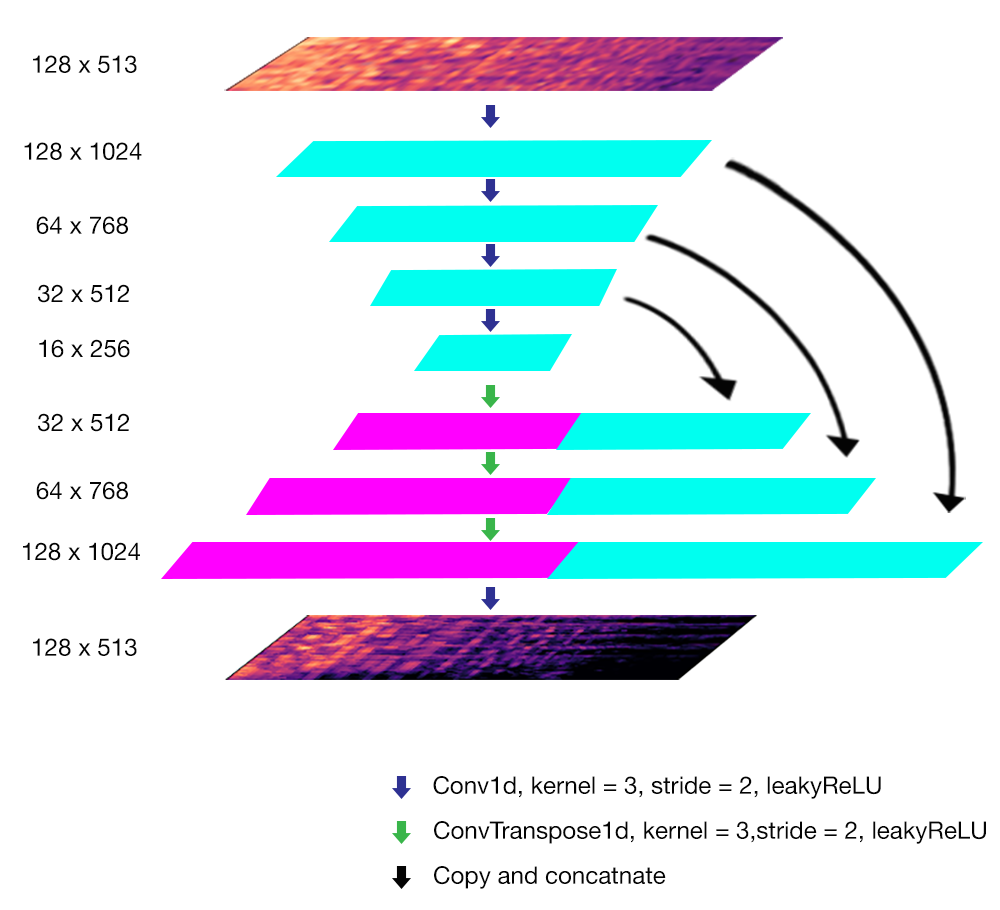 128 x 513
128 x 1024
64 x 768
32 x 512
16 x 256
32 x 512
64 x 768
128 x 1024
128 x 513
Conv1d, kernel = 3, stride = 2, leakyReLU
ConvTranspose1d, kernel = 3,stride = 2, leakyReLU
Copy and concatnate